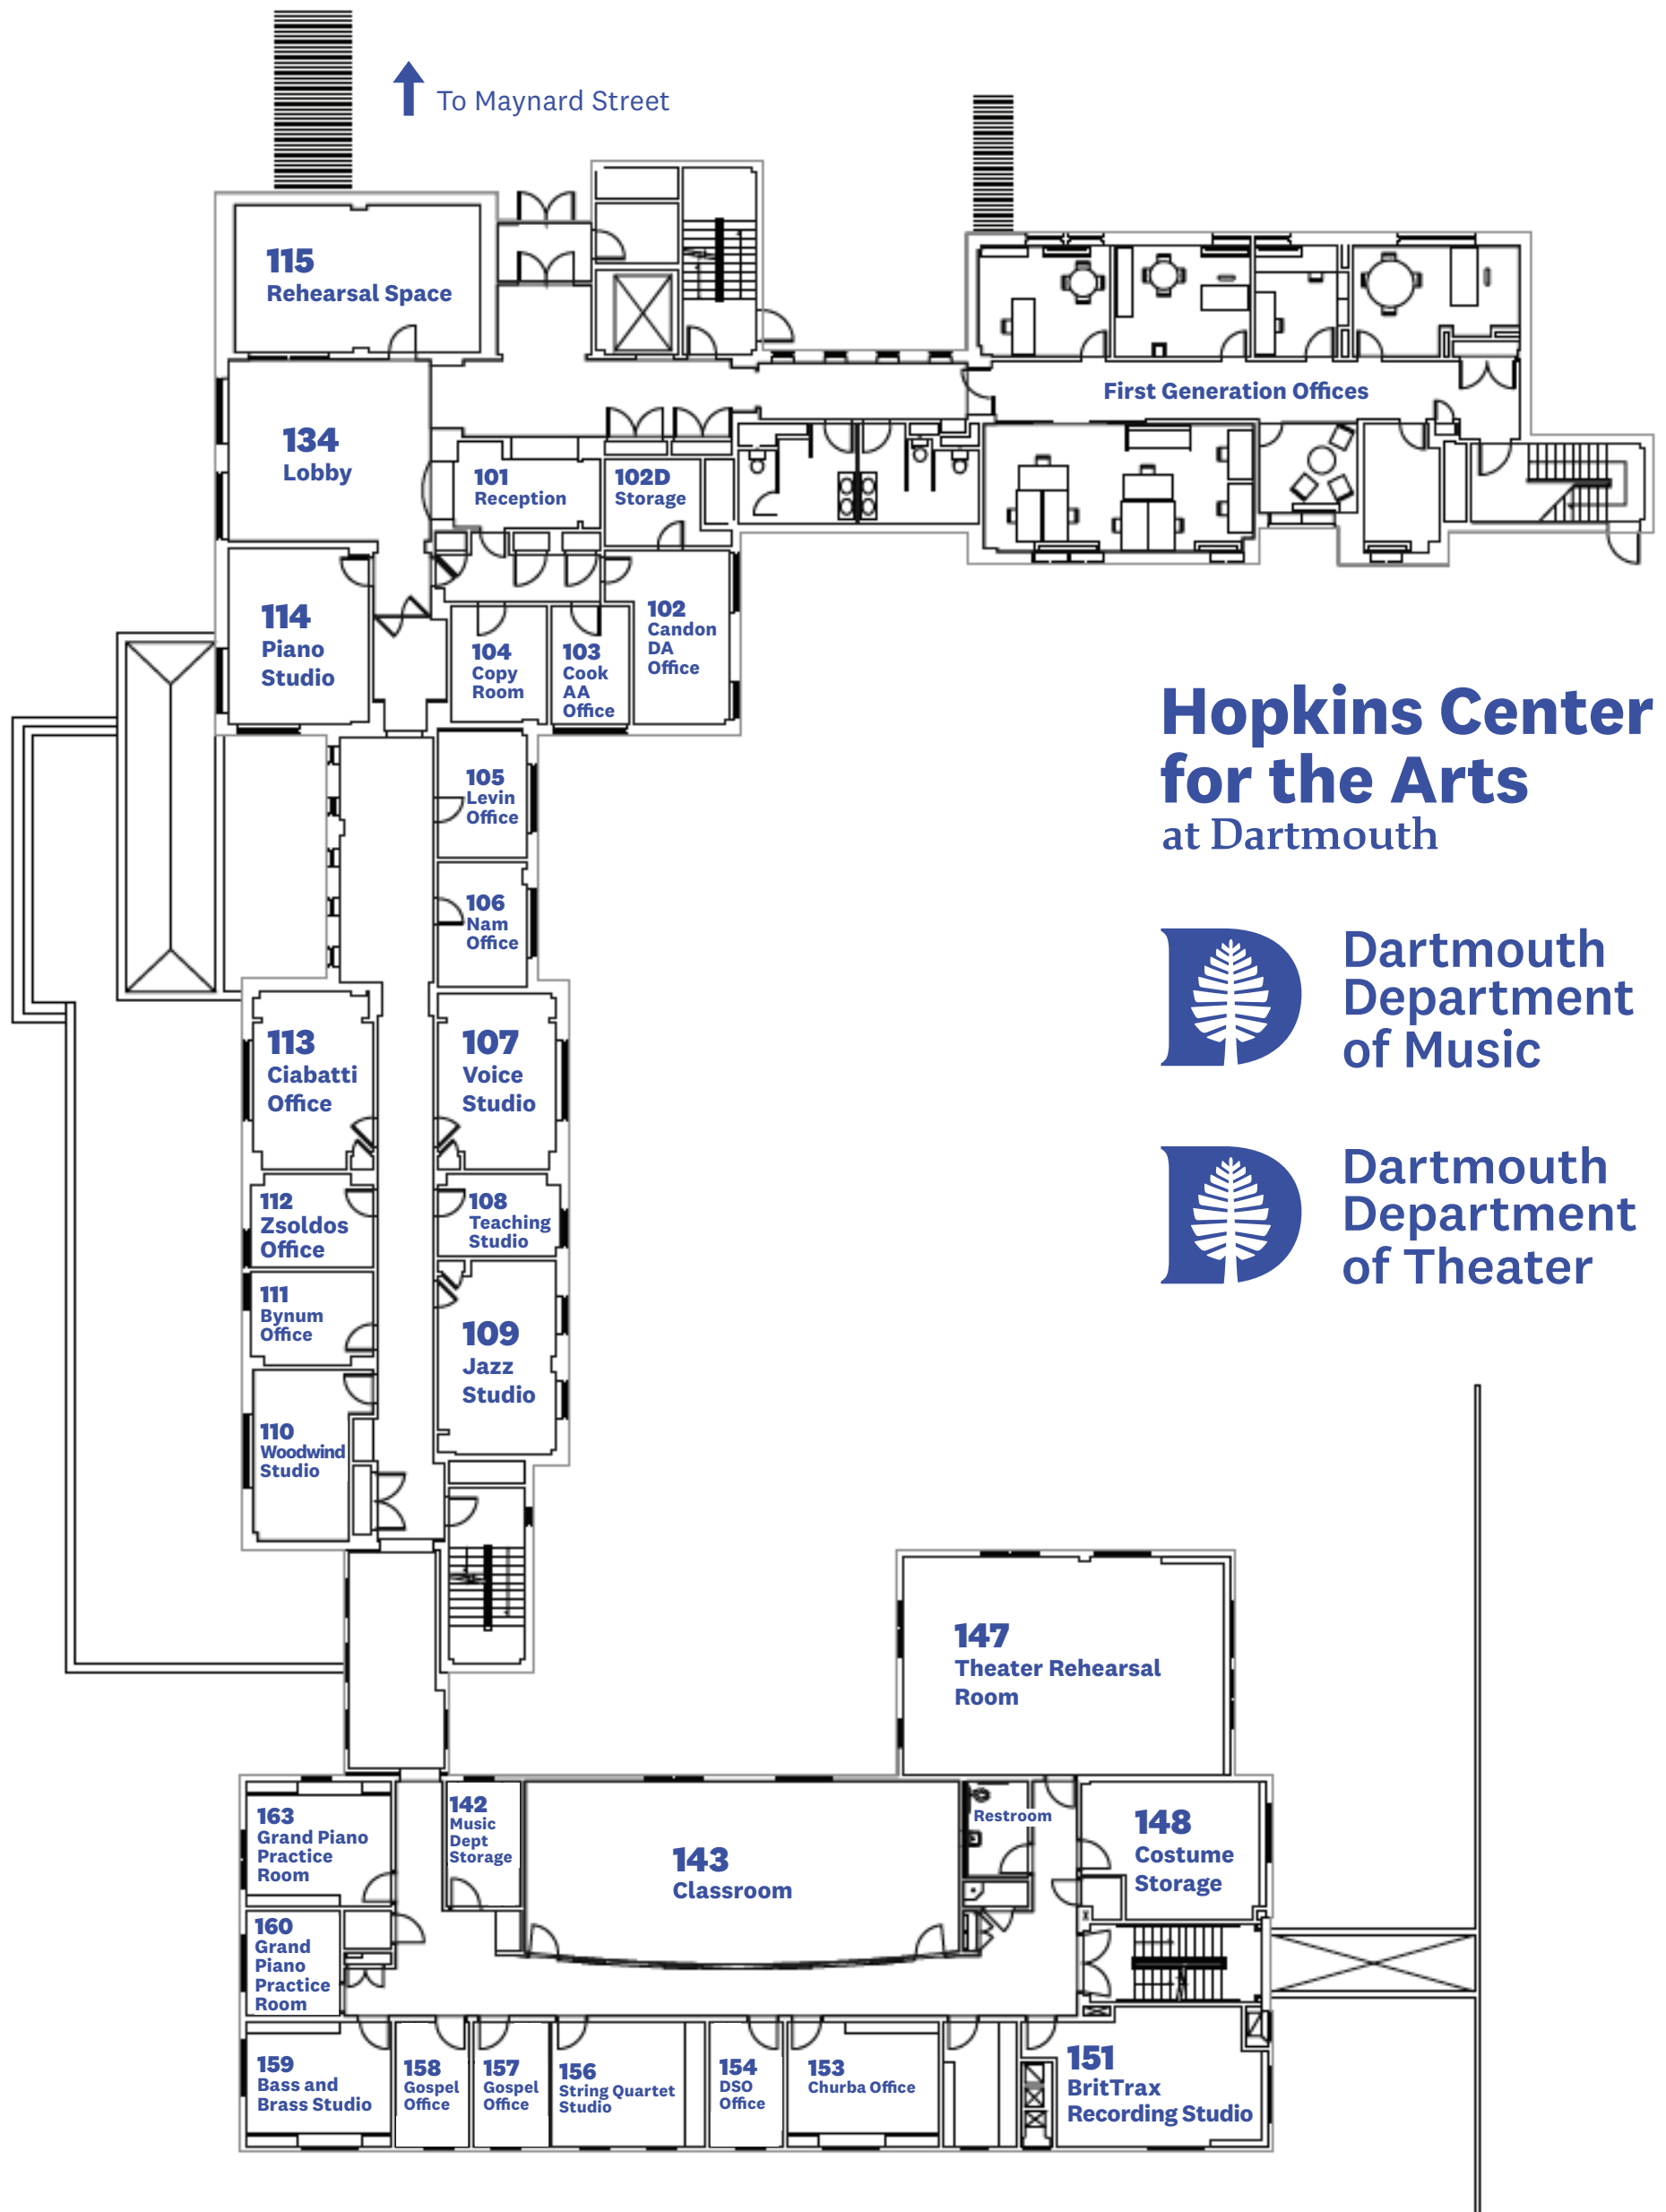 To Maynard Street
115
Rehearsal Space
First Generation Offices
134
Lobby
101
Reception
102D
Storage
114
Piano
Studio
104
Copy
Room
103
Cook
AA
Office
102
Candon
DA
Office
Hopkins Center
for the Arts
at Dartmouth
105
Levin
Office
106
Nam
Office
Dartmouth
Department
of Music
113
Ciabatti
Office
107
Voice
Studio
Dartmouth
Department
of Theater
112
Zsoldos
Office
108
Teaching
Studio
111
Bynum
Office
109
Jazz
Studio
110
Woodwind
Studio
147
Theater Rehearsal
Room
163
Grand Piano
Practice
Room
142
Music
Dept
Storage
143
Classroom
Restroom
148
Costume
Storage
160
Grand
Piano
Practice
Room
159
Bass and
Brass Studio
158
Gospel
Office
157
Gospel
Office
156
String Quartet
Studio
154
DSO
Office
153
Churba Office
151
BritTrax
Recording Studio